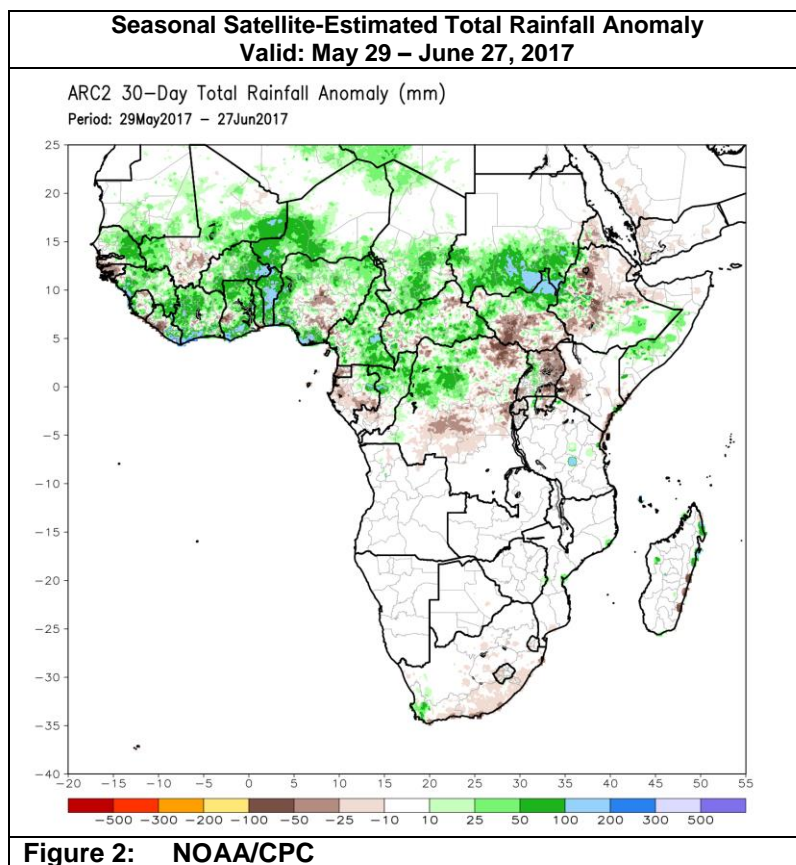 Seasonal Satellite-Estimated Total Rainfall Anomaly
Valid: May 29 – June 27, 2017
ARC2 30-Day Total Rainfall Anomaly (mm)
Period: 29May2017 – 27Jun2017
25
20
15
10
5
0
-5
-10
-15
-20
-25
-30
-35
-40
-20 -15 -10 -5 0 5 10 15 20 25 30 35 40 45 50 55
-500 -300 -200 -100 -50 -25 -10 10 25 50 100 200 300 500
Figure 2: NOAA/CPC